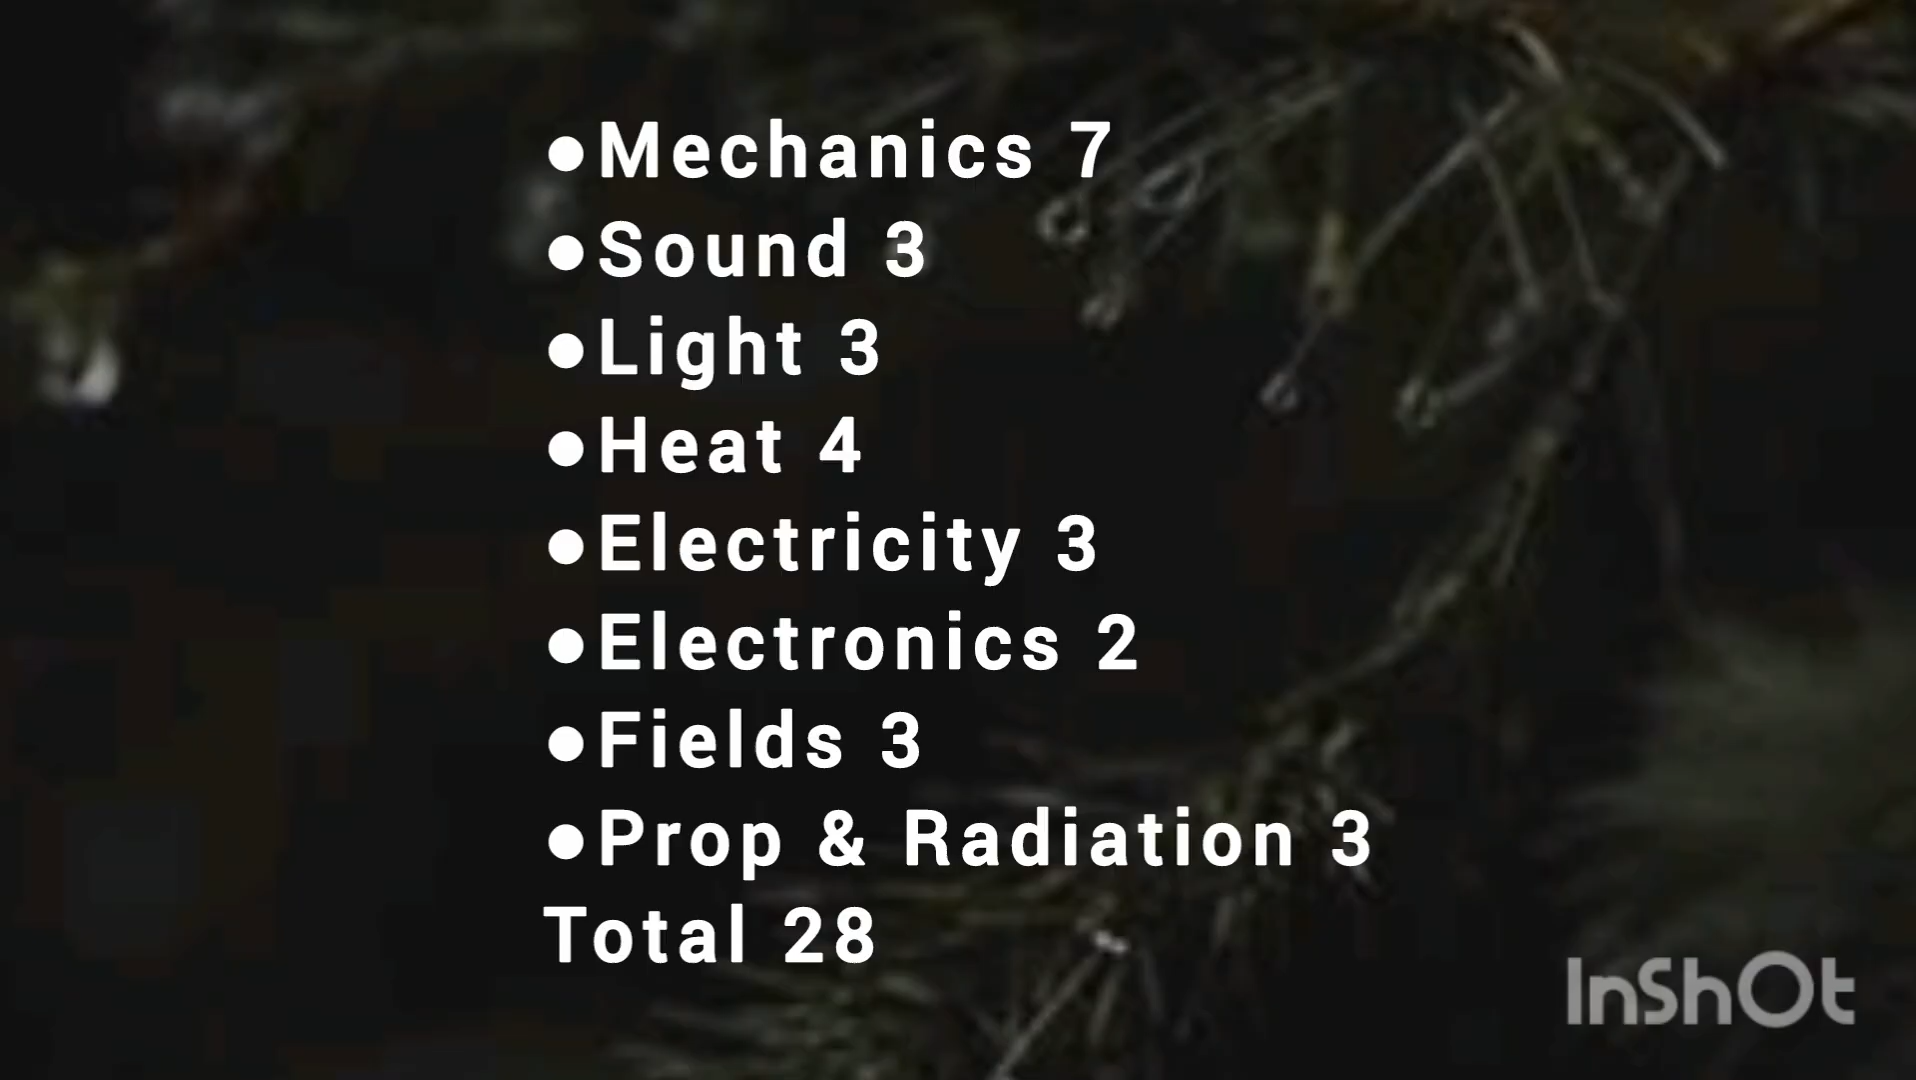 ●Mechanics 7
●Sound 3
●Light 3
●Heat 4
●Electricity 3
●Electronics 2
●Fields 3
●Prop & Radiation 3
Total 28
InShOt